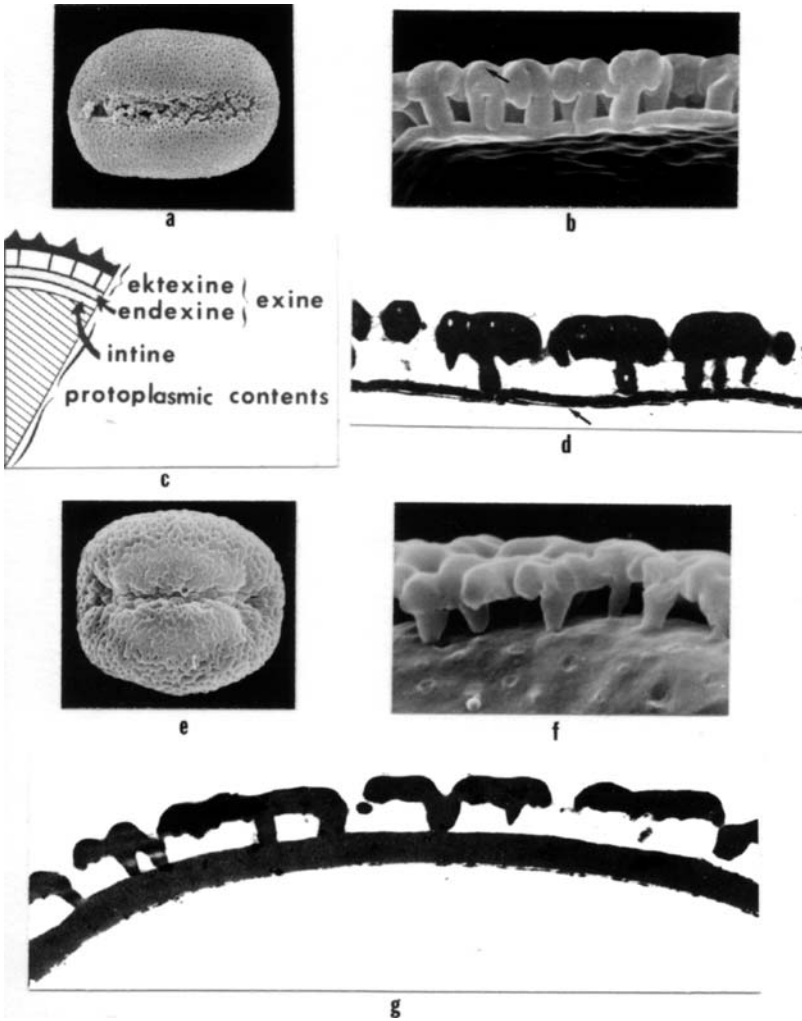 a
b
ektexine
endexine
exine
intine
protoplasmic contents
c
d
e
f
g